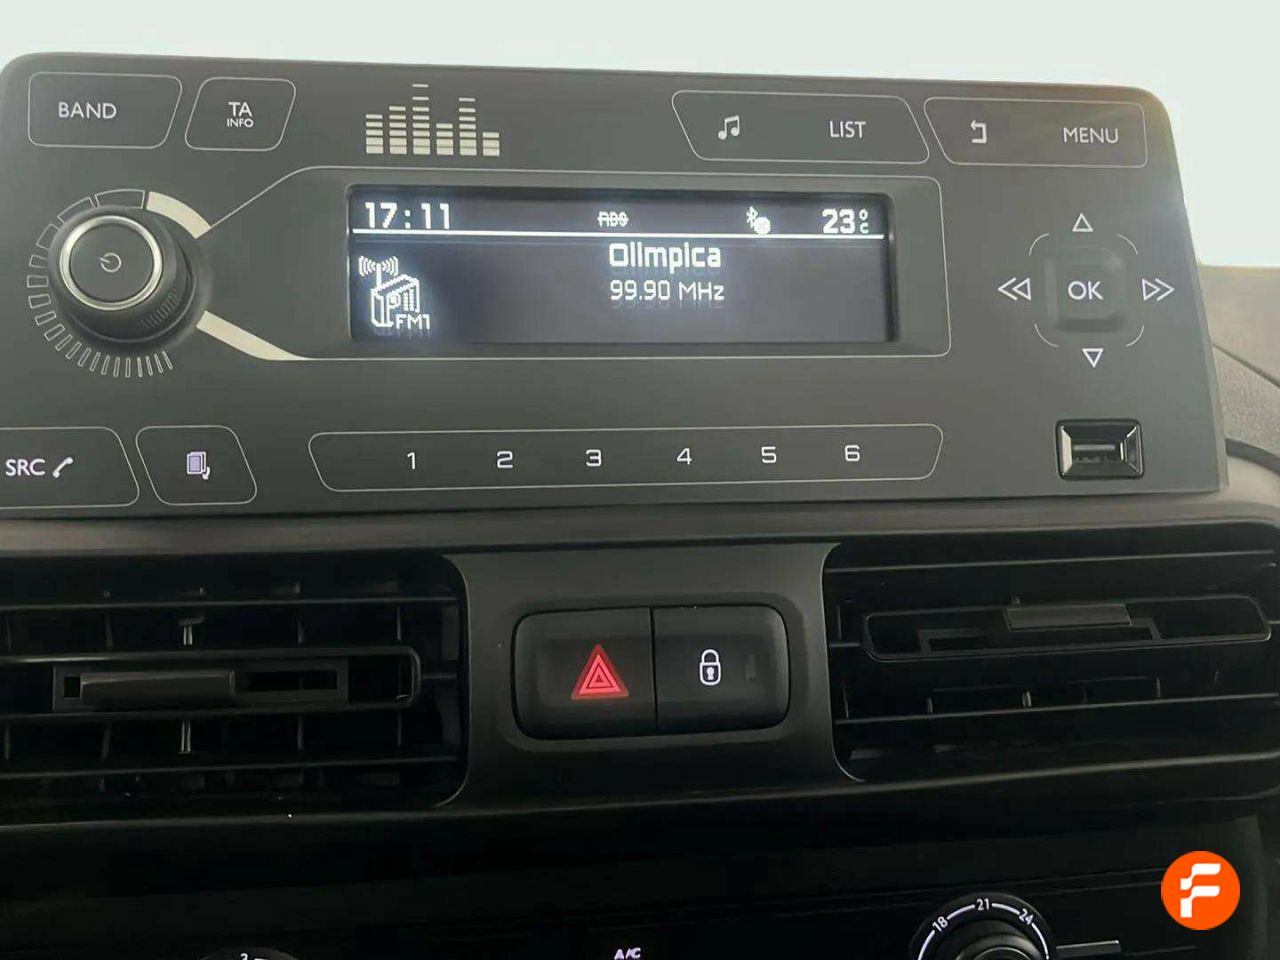 BAND
TA
INFO
LIST
MENU
17:11
RDS
23°C
Olimpica
99.90 MHz
FM1
OK
SRC
1 2 3 4 5 6
A/C
18 21 24
3